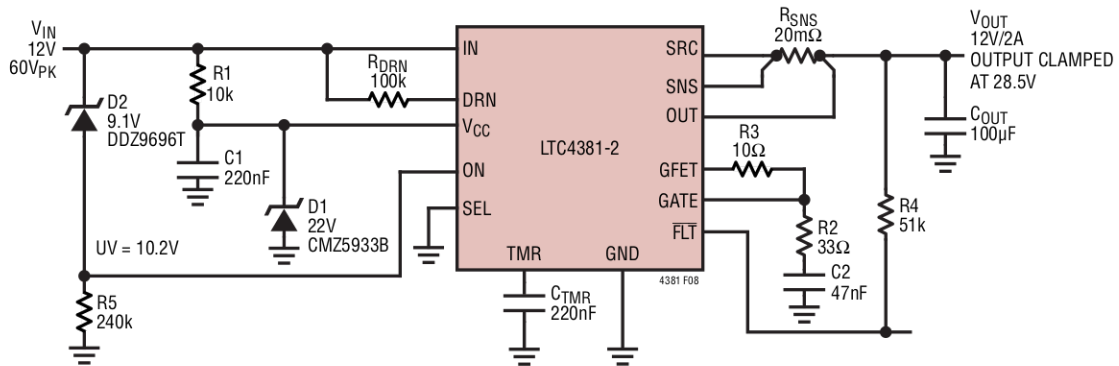 VIN
12V
60VPK
D2
9.1V
DDZ9696T
R1
10k
RDRN
100k
C1
220nF
D1
22V
CMZ5933B
UV = 10.2V
R5
240k
IN
DRN
VCC
ON
SEL
TMR
GND
LTC4381-2
SRC
SNS
OUT
GFET
GATE
FLT
4381 F08
CTMR
220nF
RSNS
20mΩ
R3
10Ω
R2
33Ω
C2
47nF
R4
51k
VOUT
12V/2A
OUTPUT CLAMPED
AT 28.5V
COUT
100µF